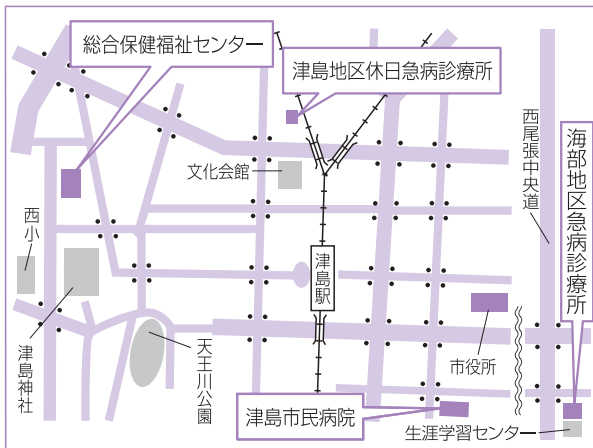 総合保健福祉センター
津島地区休日急病診療所
西尾張中央道
海部地区急病診療所
文化会館
西小
津島駅
津島神社
天王川公園
市役所
津島市民病院
生涯学習センター